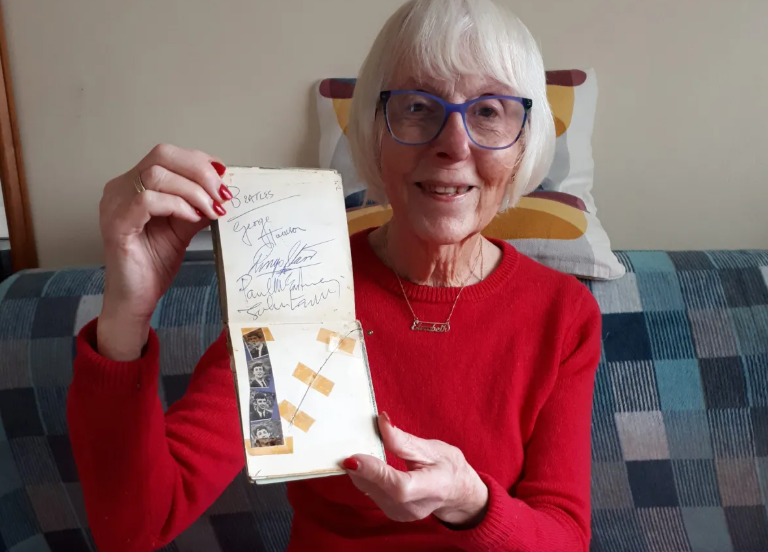 BEATLES
George
Harrison
Ringo Starr
Paul McCartney
John Lennon